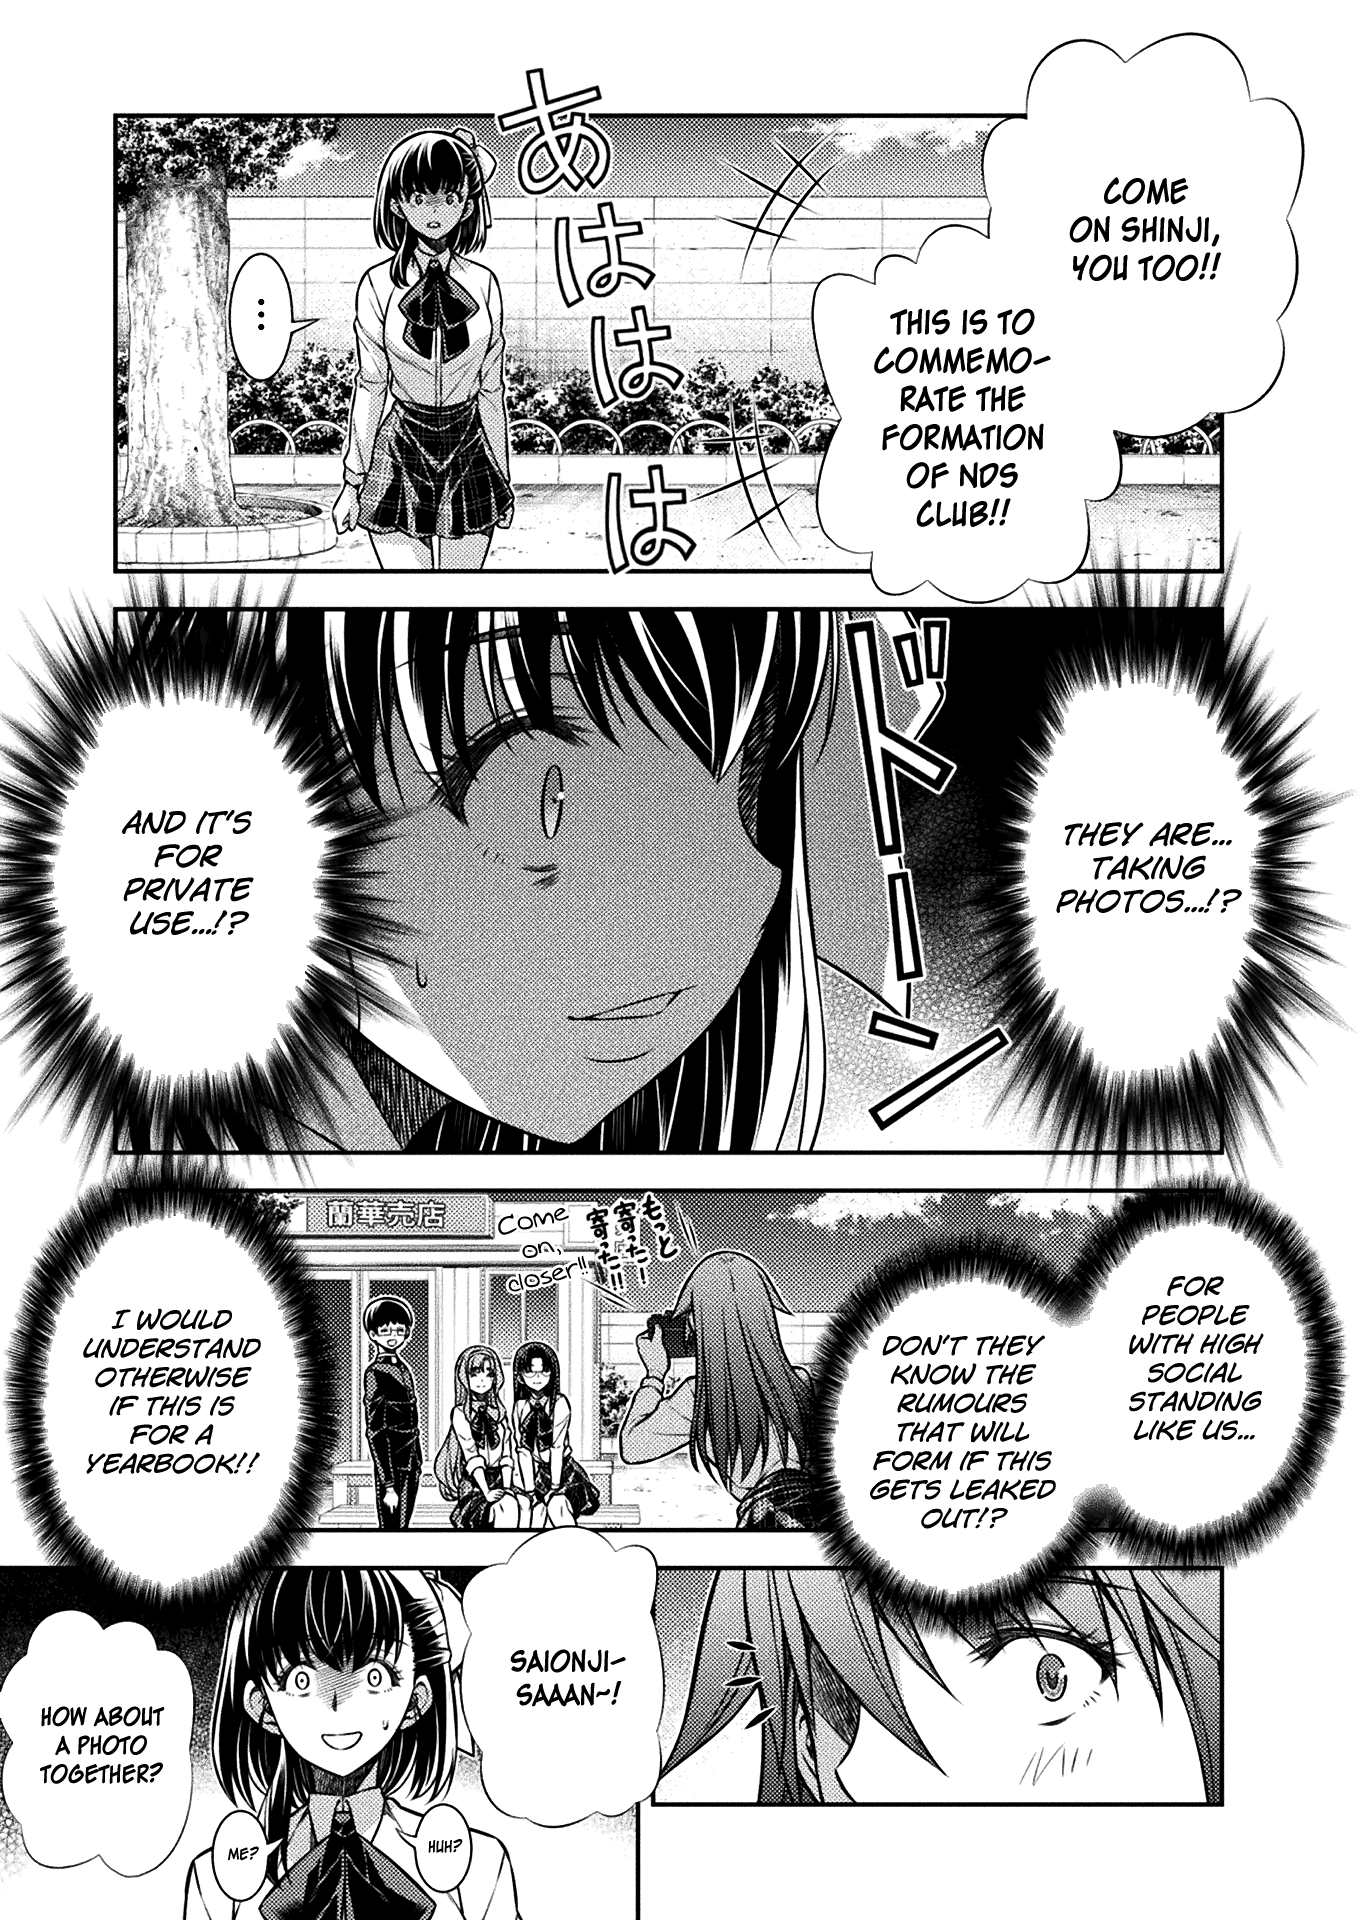 COME
ON SHINJI,
YOU TOO!!
THIS IS TO
COMMEMO-
RATE THE
FORMATION
OF NDS
CLUB!!
あははは
...
THEY ARE...
TAKING
PHOTOS...!?
ドーン
AND IT'S
FOR
PRIVATE
USE...!?
FOR
PEOPLE
WITH HIGH
SOCIAL
STANDING
LIKE US...
DON'T THEY
KNOW THE
RUMOURS
THAT WILL
FORM IF THIS
GETS LEAKED
OUT!?
もっと
寄った!
寄った!!
Come
on,
closer!!
蘭華売店
I WOULD
UNDERSTAND
OTHERWISE
IF THIS IS
FOR A
YEARBOOK!!
SAIONJI-
SAAAN~!
HOW ABOUT
A PHOTO
TOGETHER?
HUH?
ME?